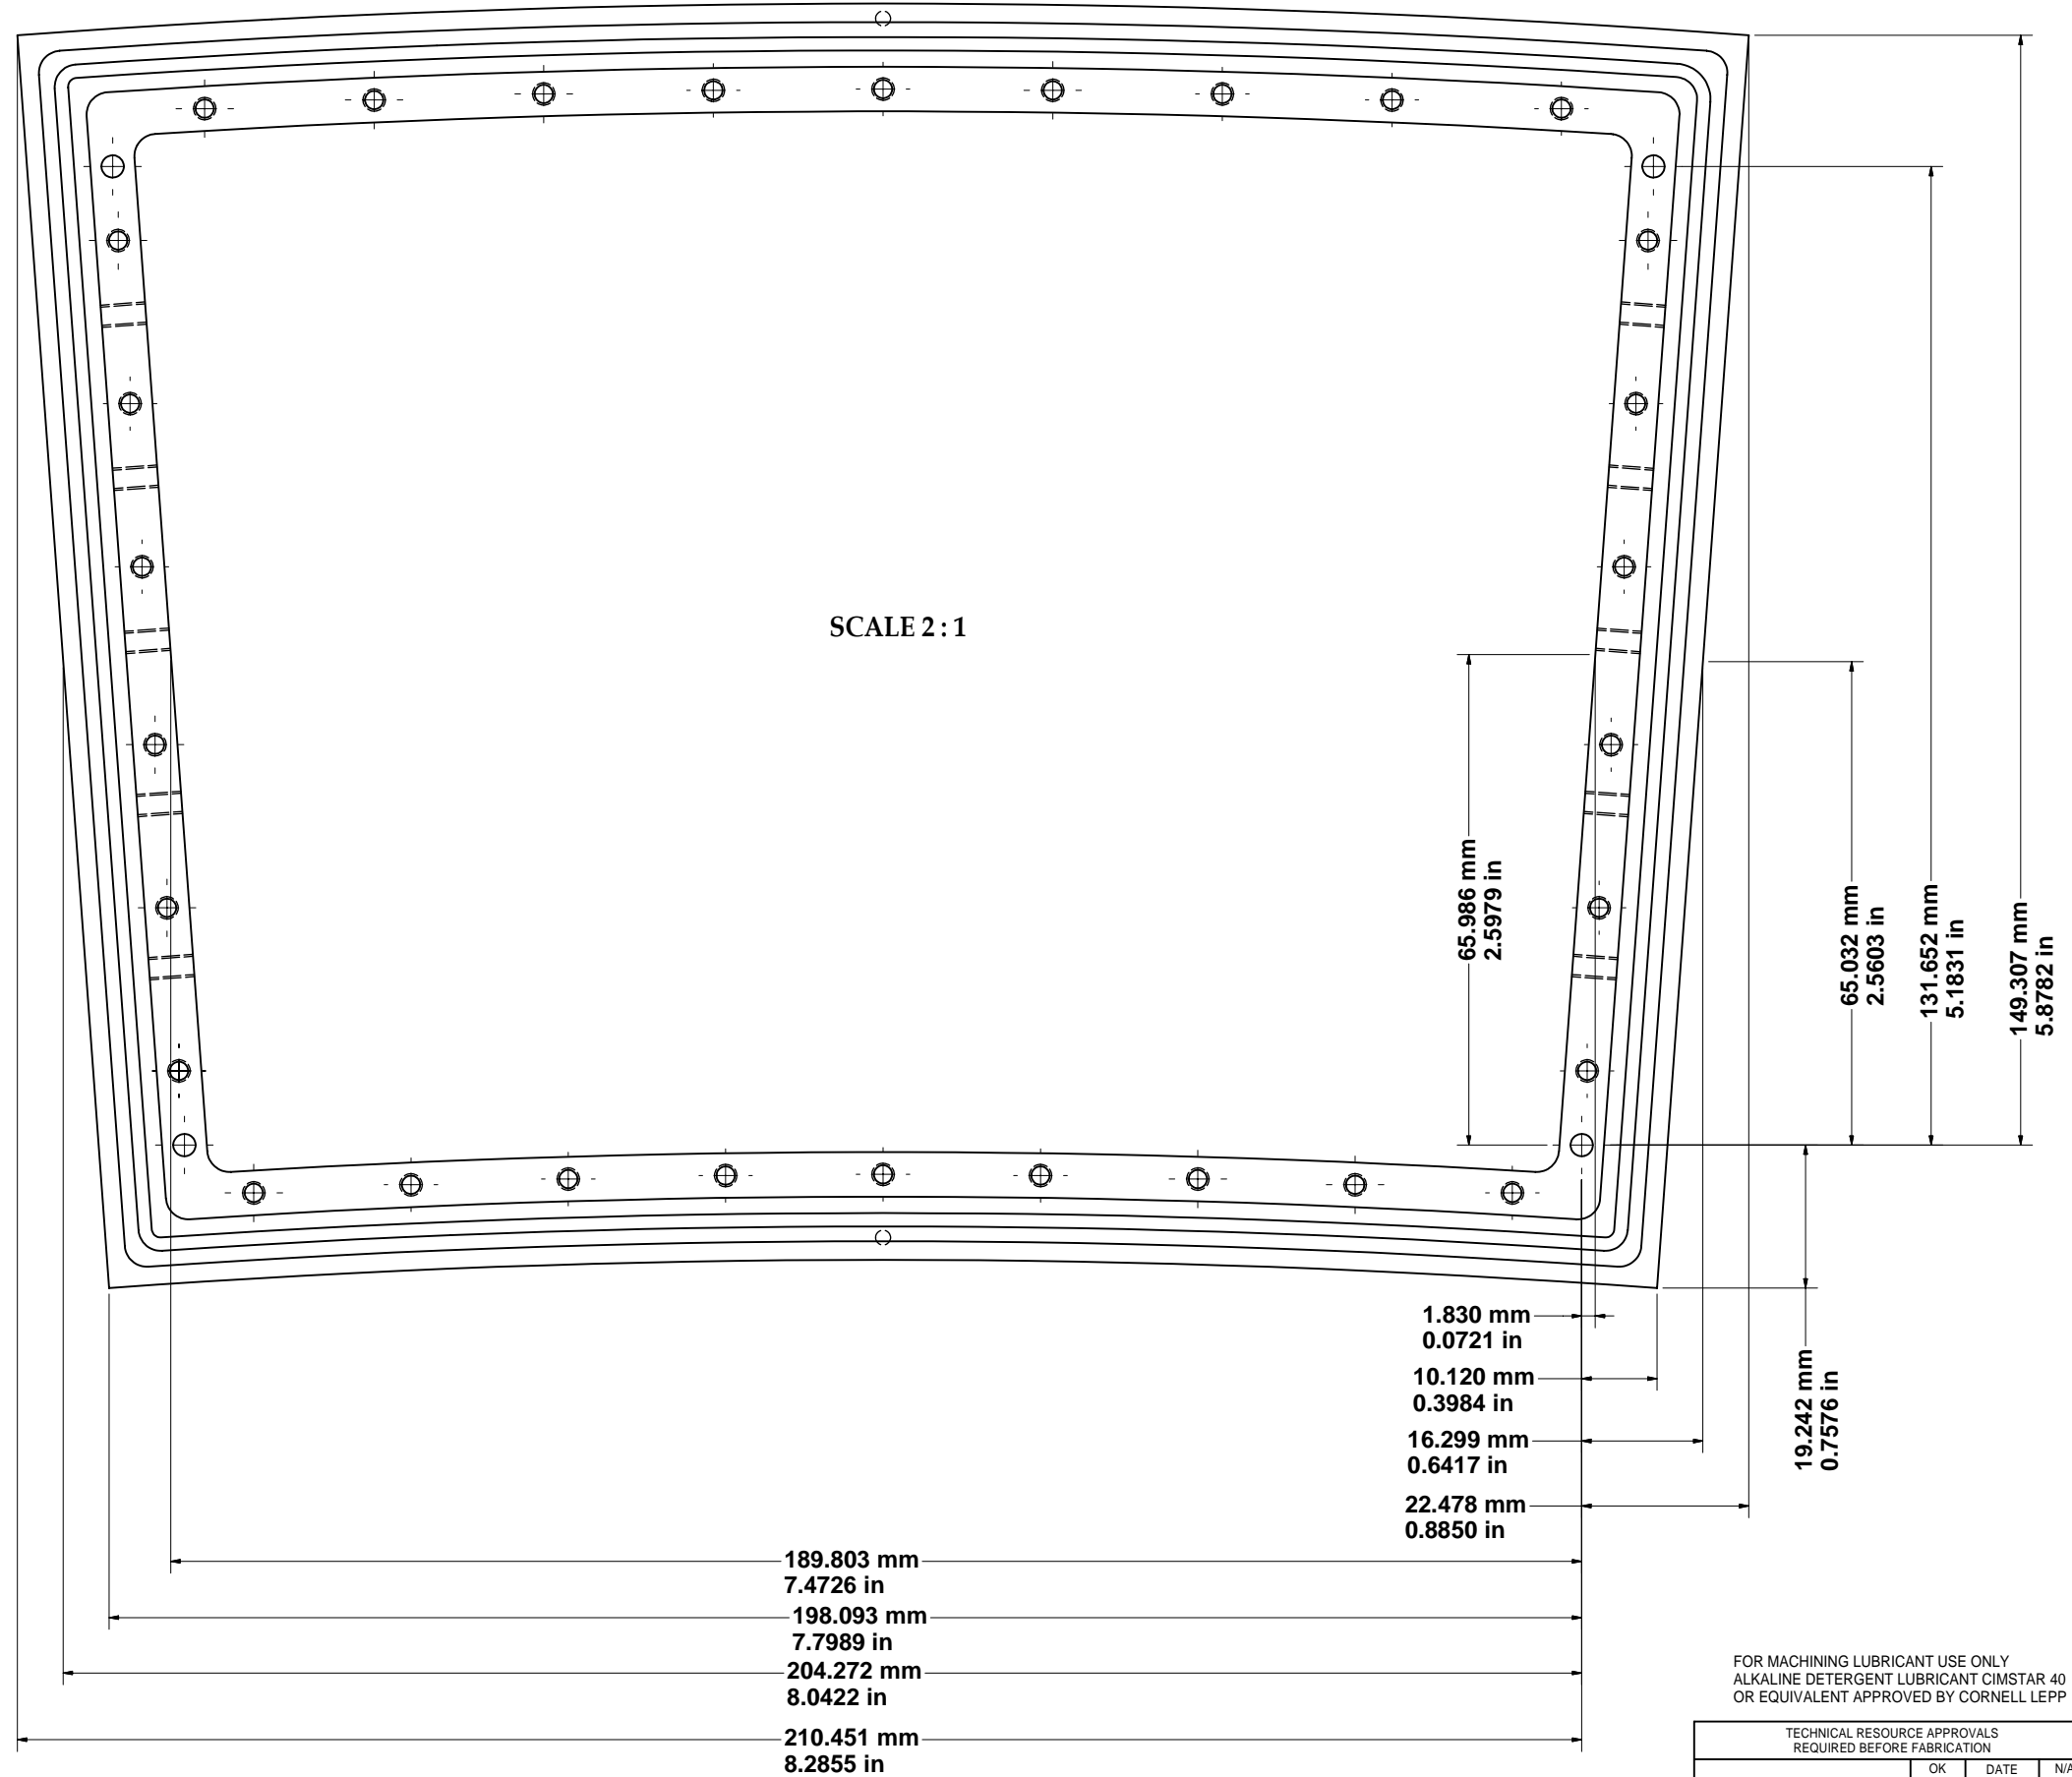 SCALE 2 : 1
65.986 mm
2.5979 in
65.032 mm
2.5603 in
131.652 mm
5.1831 in
149.307 mm
5.8782 in
1.830 mm
0.0721 in
10.120 mm
0.3984 in
16.299 mm
0.6417 in
22.478 mm
0.8850 in
19.242 mm
0.7576 in
189.803 mm
7.4726 in
198.093 mm
7.7989 in
204.272 mm
8.0422 in
210.451 mm
8.2855 in
FOR MACHINING LUBRICANT USE ONLY
ALKALINE DETERGENT LUBRICANT CIMSTAR 40
OR EQUIVALENT APPROVED BY CORNELL LEPP
TECHNICAL RESOURCE APPROVALS
REQUIRED BEFORE FABRICATION
OK DATE N/A